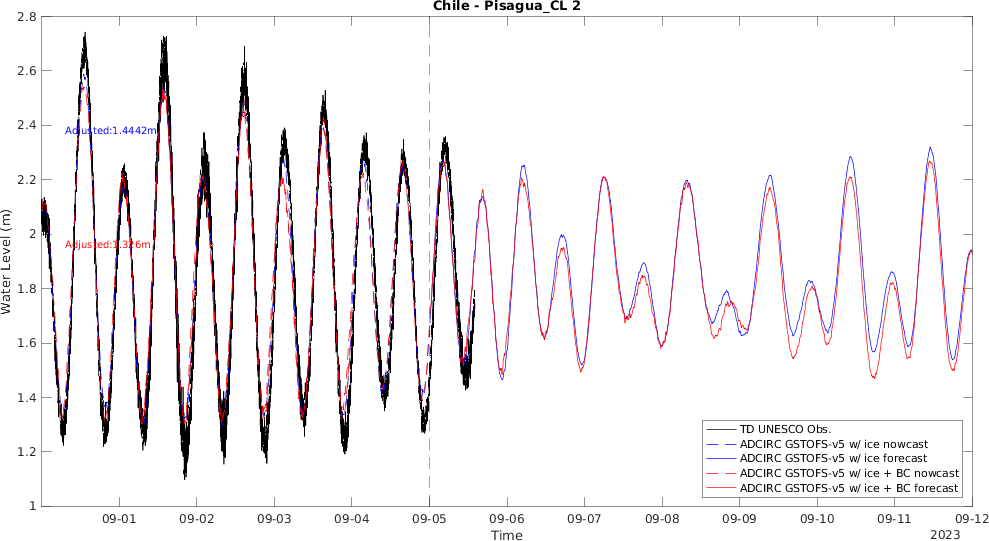 Chile - Pisagua_CL 2
2.8
2.6
2.4
2.2
2
1.8
1.6
1.4
1.2
1
Water Level (m)
Adjusted:1.4442m
Adjusted:1.326m
09-01
09-02
09-03
09-04
09-05
09-06
09-07
09-08
09-09
09-10
09-11
09-12
Time
2023
TD UNESCO Obs.
ADCIRC GSTOFS-v5 w/ ice nowcast
ADCIRC GSTOFS-v5 w/ ice forecast
ADCIRC GSTOFS-v5 w/ ice + BC nowcast
ADCIRC GSTOFS-v5 w/ ice + BC forecast